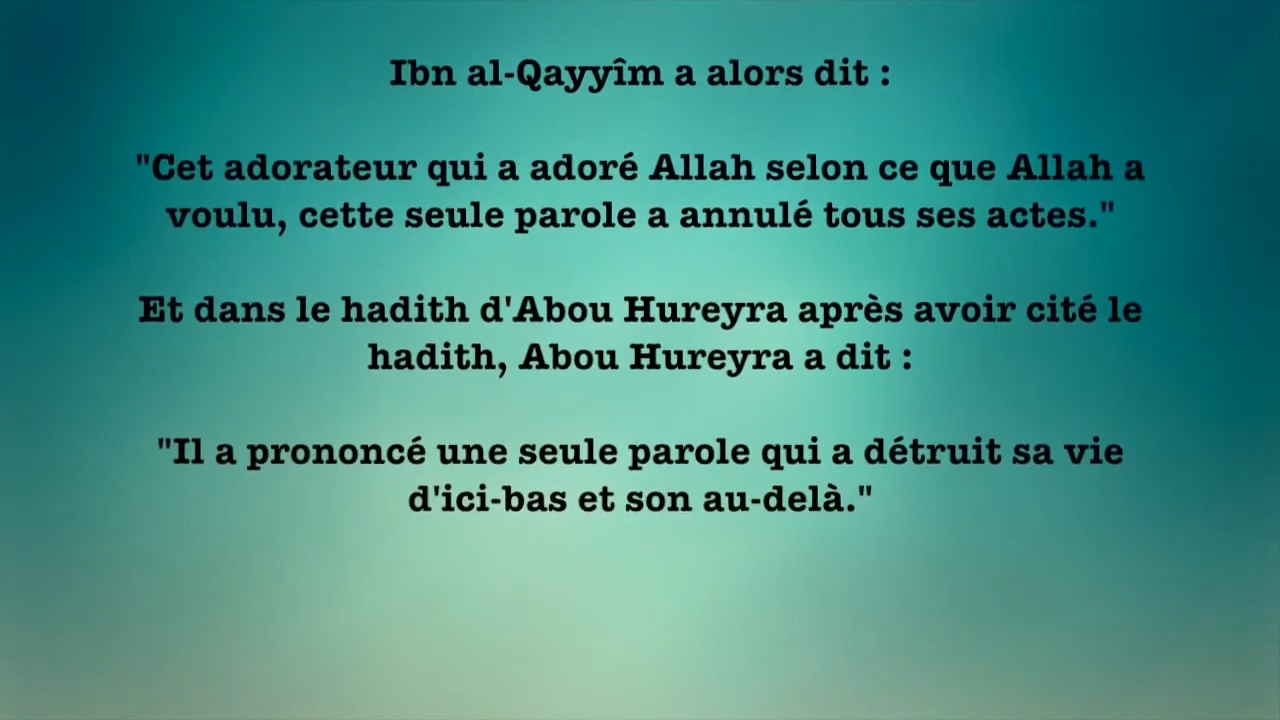 Ibn al-Qayyîm a alors dit :
"Cet adorateur qui a adoré Allah selon ce que Allah a
voulu, cette seule parole a annulé tous ses actes."
Et dans le hadith d'Abou Hureyra après avoir cité le
hadith, Abou Hureyra a dit :
"Il a prononcé une seule parole qui a détruit sa vie
d'ici-bas et son au-delà."